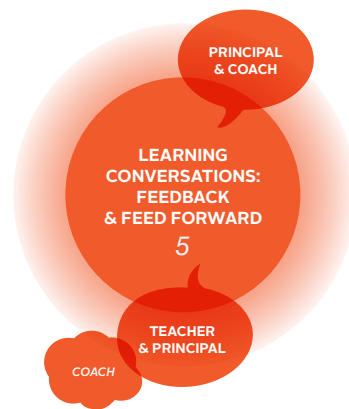 PRINCIPAL
& COACH
LEARNING
CONVERSATIONS:
FEEDBACK
& FEED FORWARD
5
TEACHER
& PRINCIPAL
COACH